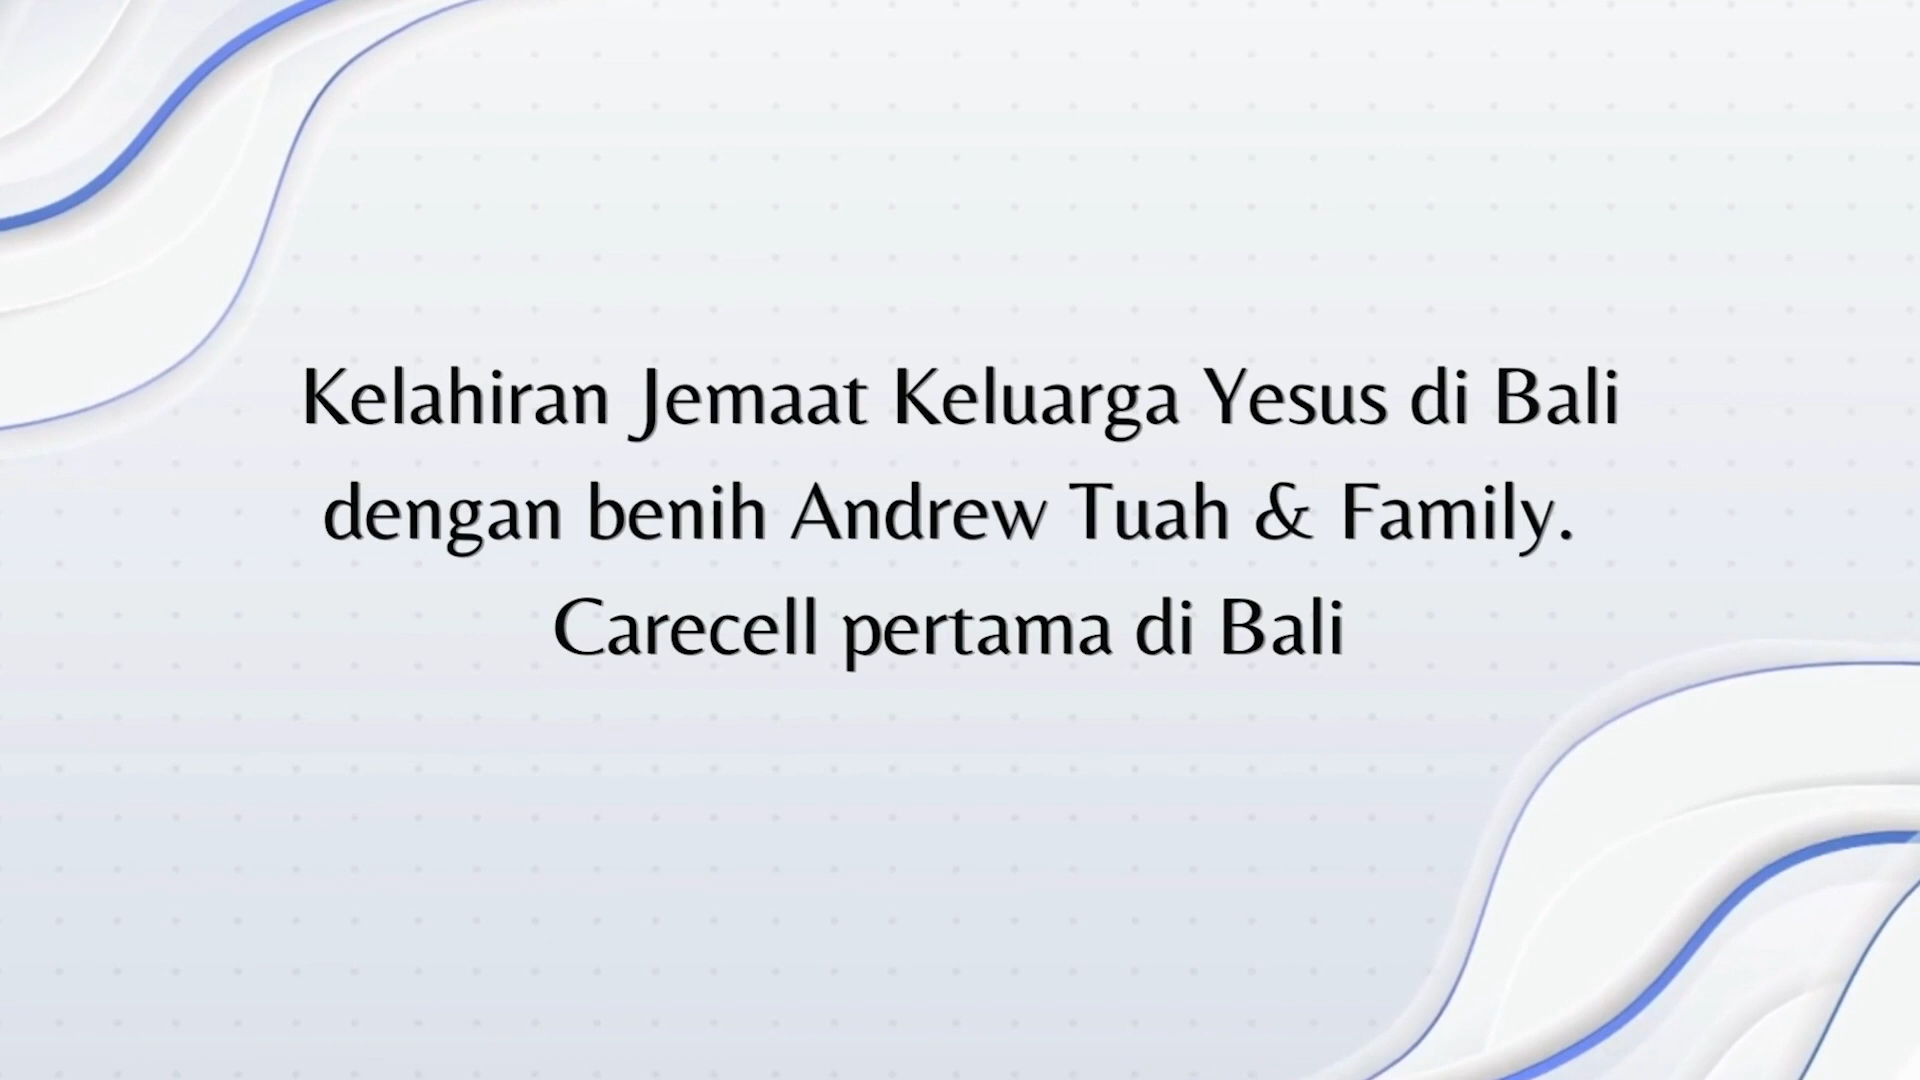 Kelahiran Jemaat Keluarga Yesus di Bali
dengan benih Andrew Tuah & Family.
Carecell pertama di Bali